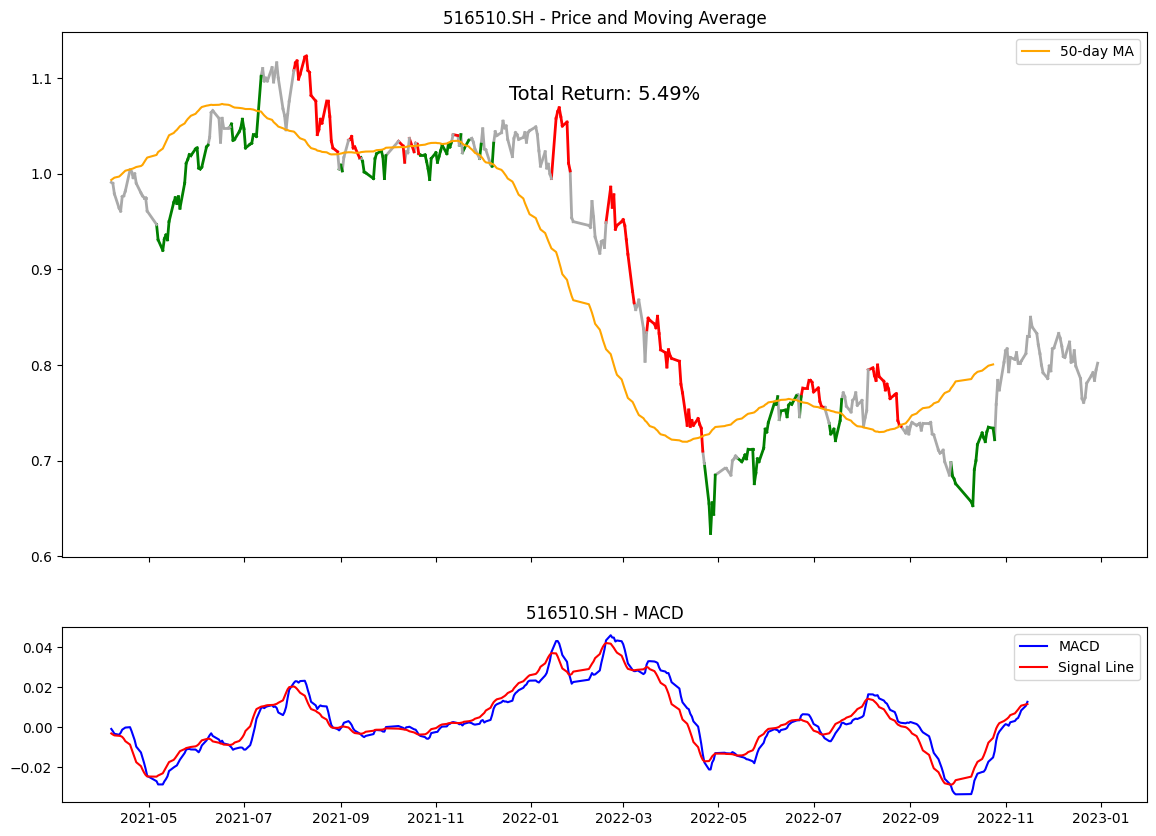 516510.SH - Price and Moving Average
50-day MA
Total Return: 5.49%
1.1
1.0
0.9
0.8
0.7
0.6
516510.SH - MACD
MACD
Signal Line
0.04
0.02
0.00
−0.02
2021-05 2021-07 2021-09 2021-11 2022-01 2022-03 2022-05 2022-07 2022-09 2022-11 2023-01